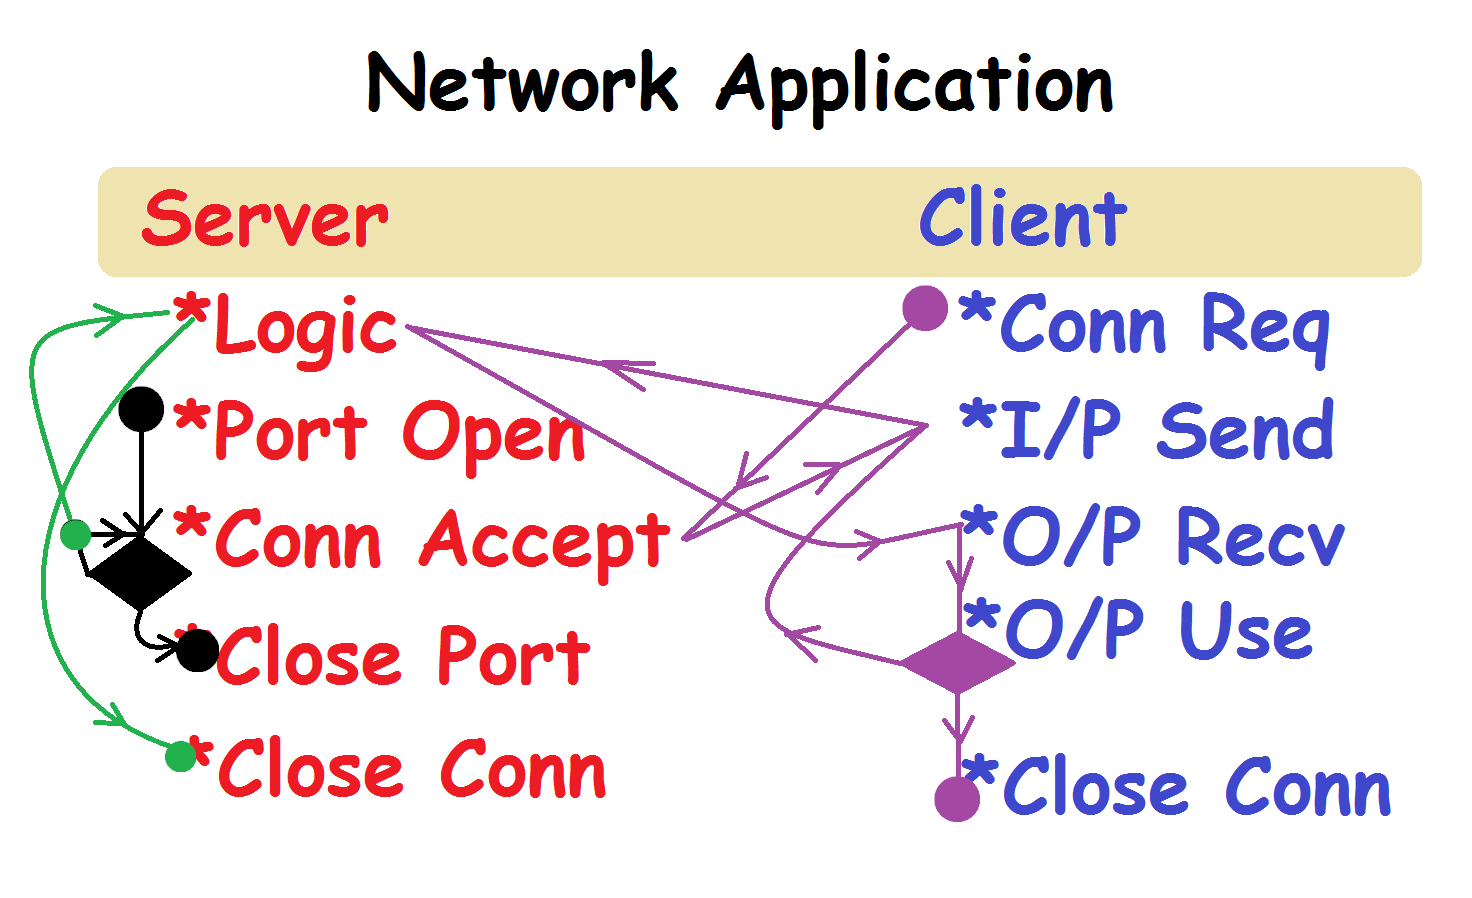 Network Application
Server Client
*Logic *Conn Req
*Port Open *I/P Send
*Conn Accept *O/P Recv
*Close Port *O/P Use
*Close Conn *Close Conn